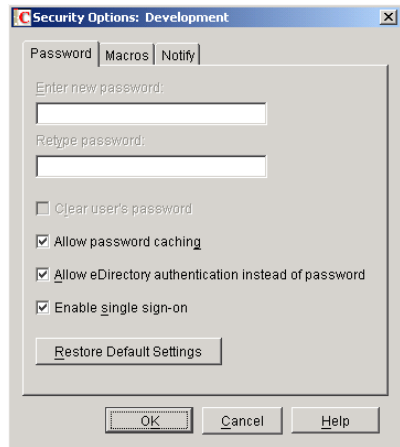 Security Options: Development
Password Macros Notify
Enter new password:
Retype password:
Clear user's password
Allow password caching
Allow eDirectory authentication instead of password
Enable single sign-on
Restore Default Settings
OK Cancel Help